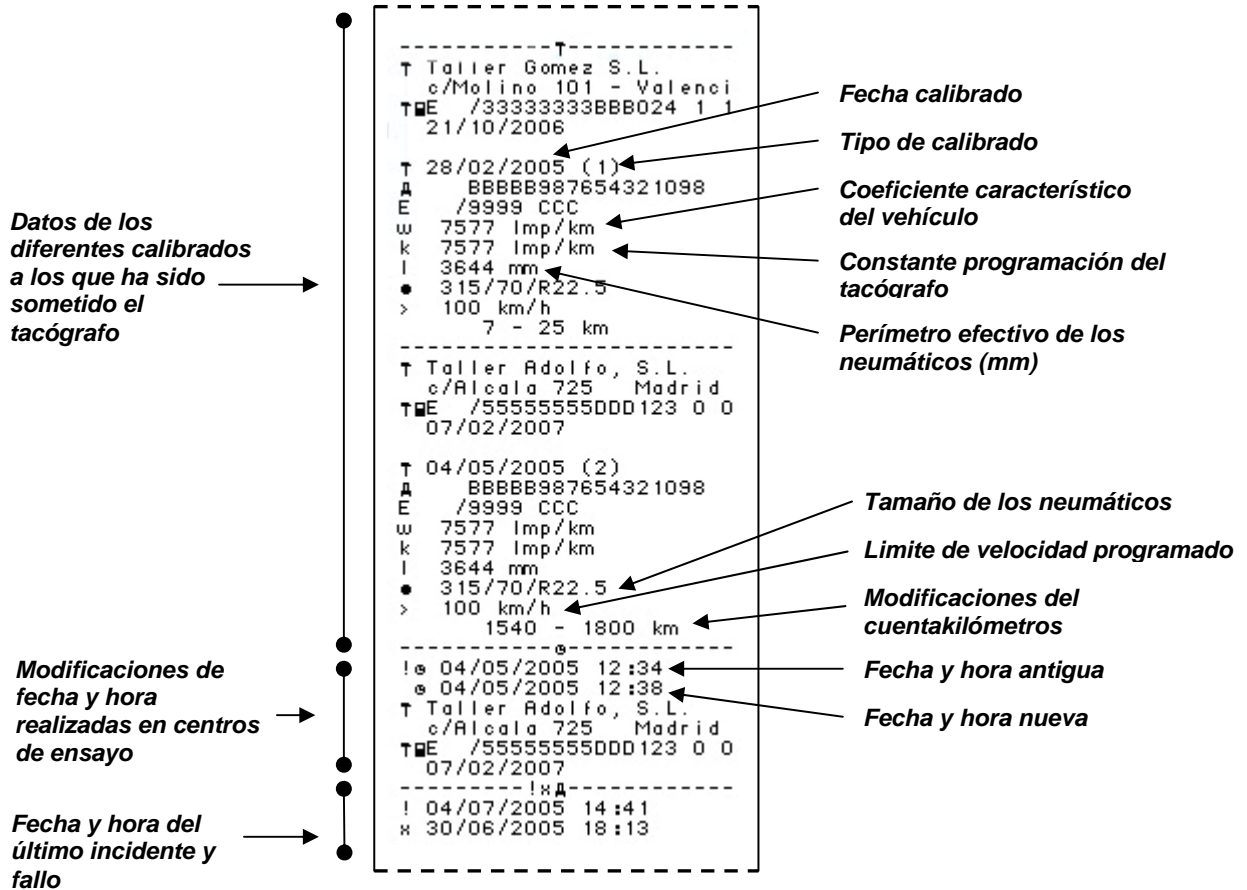 Datos de los
diferentes calibrados
a los que ha sido
sometido el
tacógrafo
Modificaciones de
fecha y hora
realizadas en centros
de ensayo
Fecha y hora del
último incidente y
fallo
T Taller Gomez S.L.
c/Molino 101 - Valenci
E /33333333BBB024 1 1
21/10/2006
28/02/2005 (1)
BBBBB987654321098
E /9999 CCC
w 7577 Imp/km
k 7577 Imp/km
l 3644 mm
● 315/70/R22.5
> 100 km/h
7 - 25 km
T Taller Adolfo, S.L.
c/Alcala 725 Madrid
E /55555555DDD123 0 0
07/02/2007
04/05/2005 (2)
BBBBB987654321098
E /9999 CCC
w 7577 Imp/km
k 7577 Imp/km
l 3644 mm
● 315/70/R22.5
> 100 km/h
1540 - 1800 km
! 04/05/2005 12:34
04/05/2005 12:38
T Taller Adolfo, S.L.
c/Alcala 725 Madrid
E /55555555DDD123 0 0
07/02/2007
!x
! 04/07/2005 14:41
x 30/06/2005 18:13
Fecha calibrado
Tipo de calibrado
Coeficiente característico
del vehículo
Constante programación del
tacógrafo
Perímetro efectivo de los
neumáticos (mm)
Tamaño de los neumáticos
Limite de velocidad programado
Modificaciones del
cuentakilómetros
Fecha y hora antigua
Fecha y hora nueva